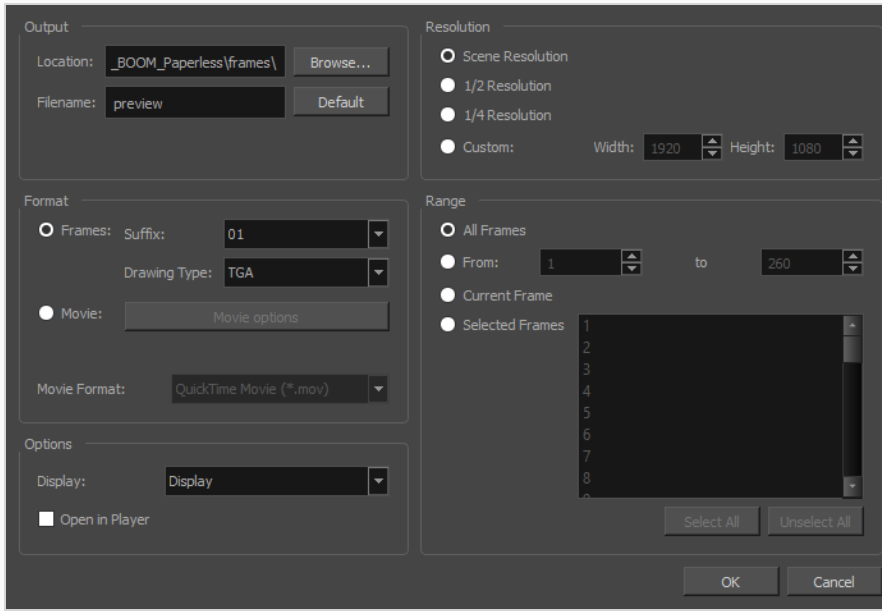 Output
Location: _BOOM_Paperless\frames\ Browse...
Filename: preview Default
Resolution
Scene Resolution
1/2 Resolution
1/4 Resolution
Custom: Width: 1920 Height: 1080
Format
Frames: Suffix: 01
Drawing Type: TGA
Movie: Movie options
Movie Format: QuickTime Movie (*.mov)
Range
All Frames
From: 1 to 260
Current Frame
Selected Frames 1
2
3
4
5
6
7
8
Select All Unselect All
Options
Display: Display
Open in Player
OK Cancel